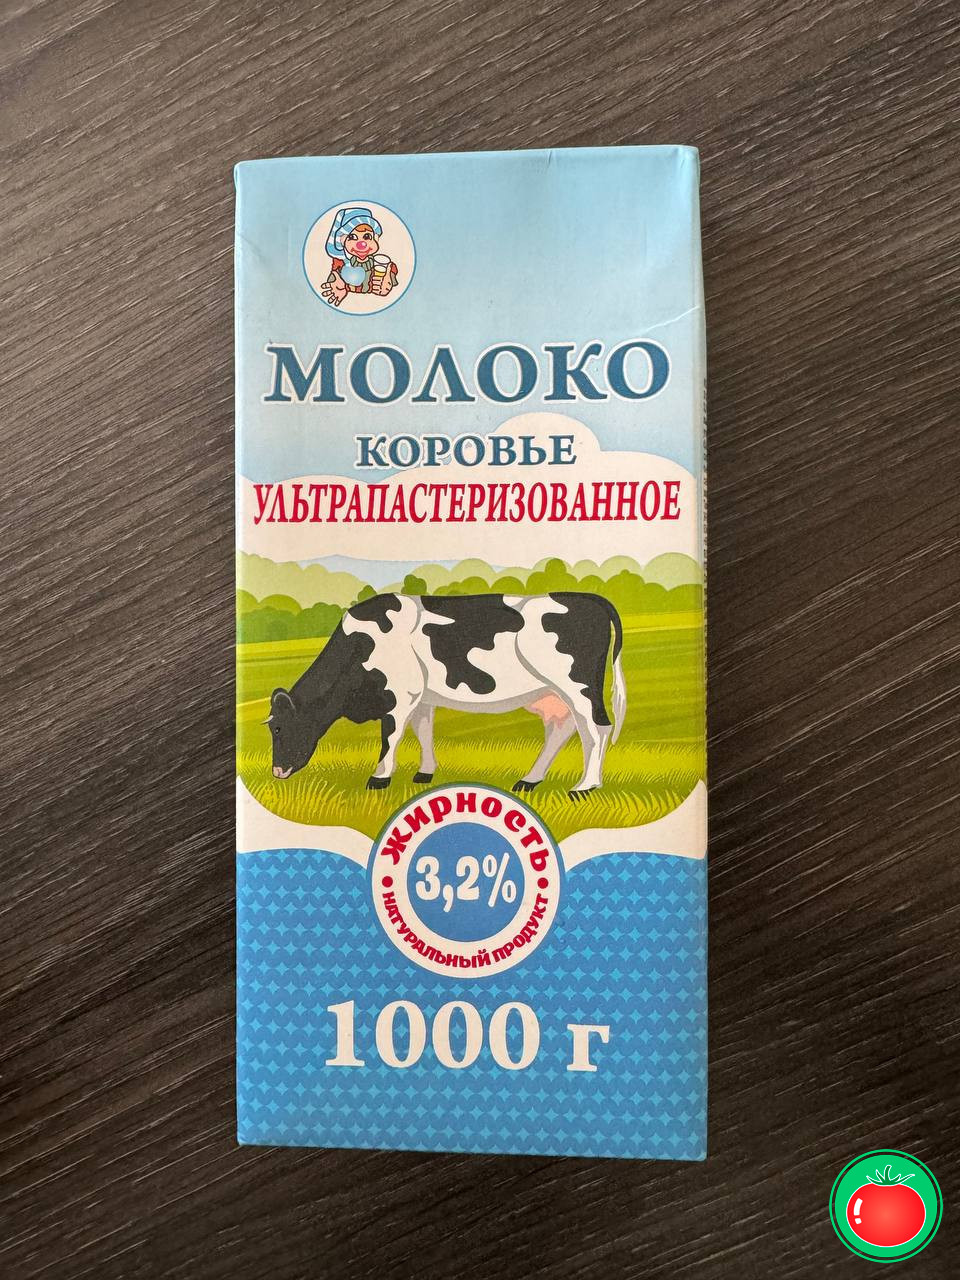 МОЛОКО
КОРОВЬЕ
УЛЬТРАПАСТЕРИЗОВАННОЕ
ЖИРНОСТЬ
3,2%
• НАТУРАЛЬНЫЙ ПРОДУКТ •
1000 г